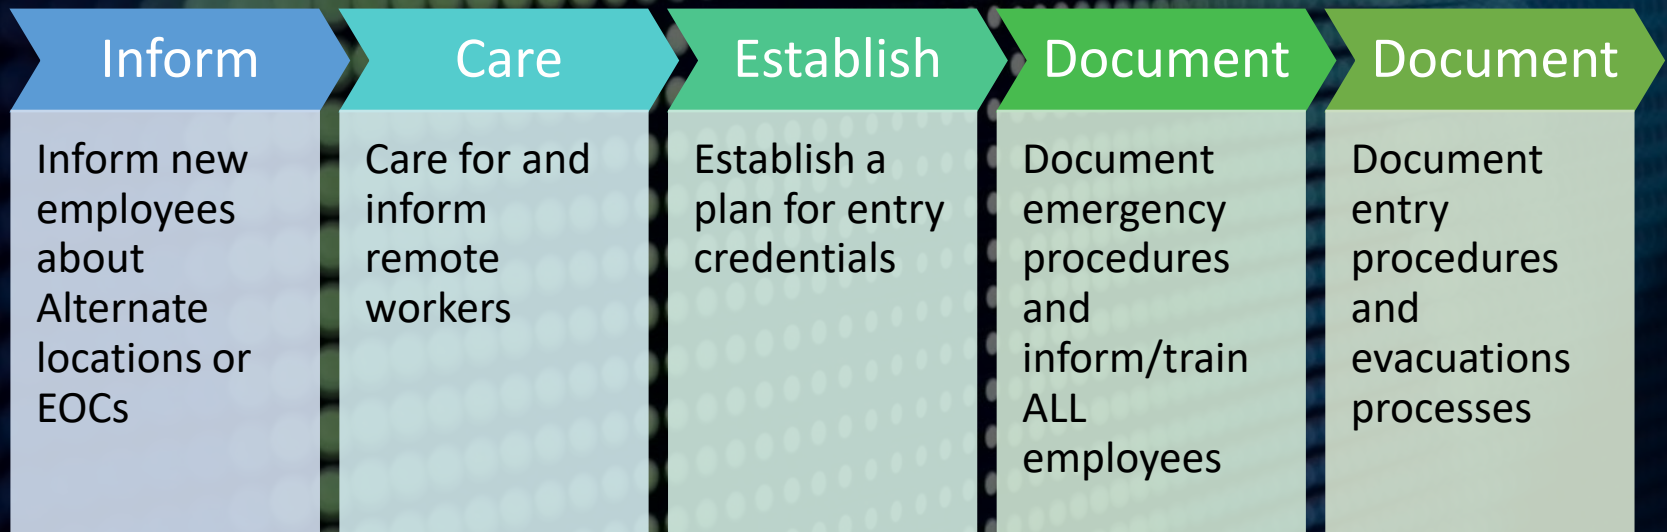 Inform
Inform new
employees
about
Alternate
locations or
EOCs
Care
Care for and
inform
remote
workers
Establish
Establish a
plan for entry
credentials
Document
Document
emergency
procedures
and
inform/train
ALL
employees
Document
Document
entry
procedures
and
evacuations
processes